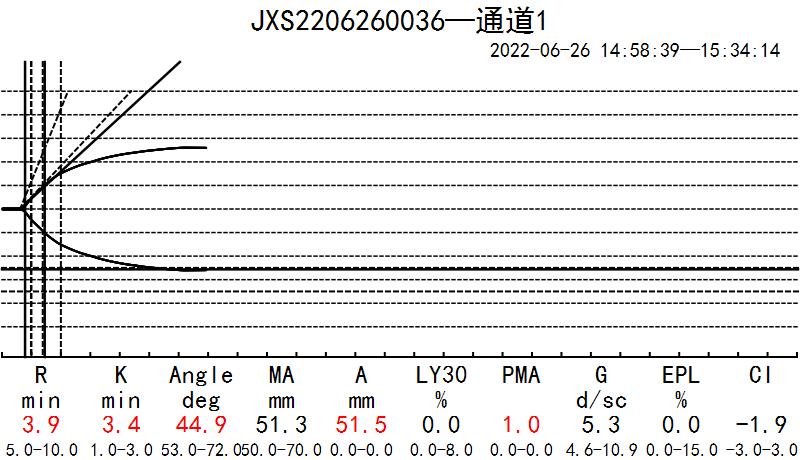 JXS2206260036—通道1
2022-06-26 14:58:39—15:34:14
R K Angle MA A LY30 PMA G EPL CI
min min deg mm mm % d/sc %
3.9 3.4 44.9 51.3 51.5 0.0 1.0 5.3 0.0 -1.9
5.0-10.0 1.0-3.0 53.0-72.0 50.0-70.0 0.0-0.0 0.0-8.0 0.0-0.0 4.6-10.9 0.0-15.0 -3.0-3.0